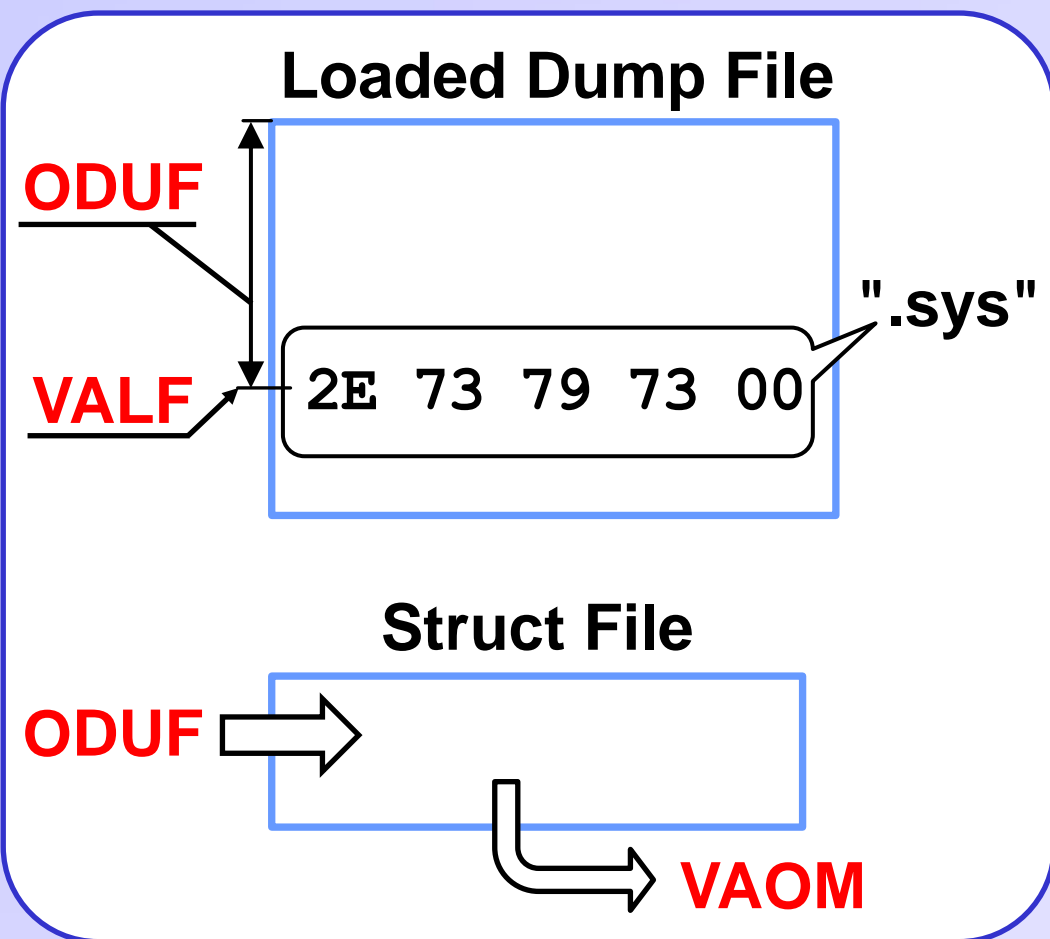 Loaded Dump File
ODUF
".sys"
VALF
2E 73 79 73 00
Struct File
ODUF
VAOM